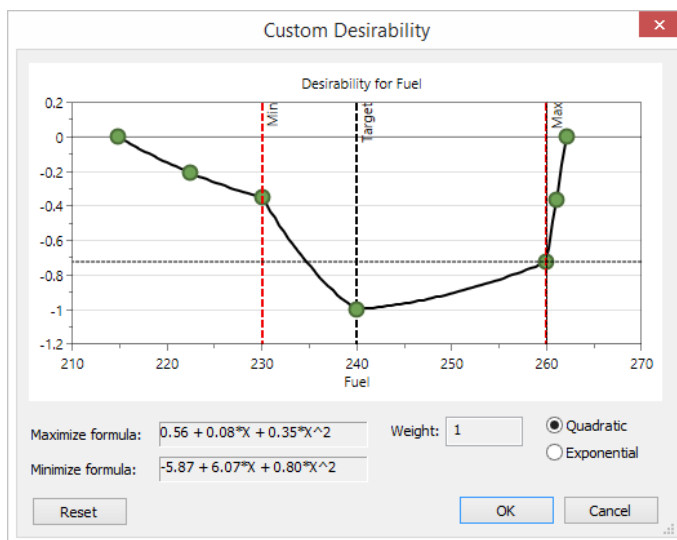 Custom Desirability
Desirability for Fuel
Min
Target
Max
0.2
0
-0.2
-0.4
-0.6
-0.8
-1
-1.2
210
220
230
240
250
260
270
Fuel
Maximize formula:
0.56 + 0.08*X + 0.35*X^2
Weight:
1
Quadratic
Minimize formula:
-5.87 + 6.07*X + 0.80*X^2
Exponential
Reset
OK
Cancel